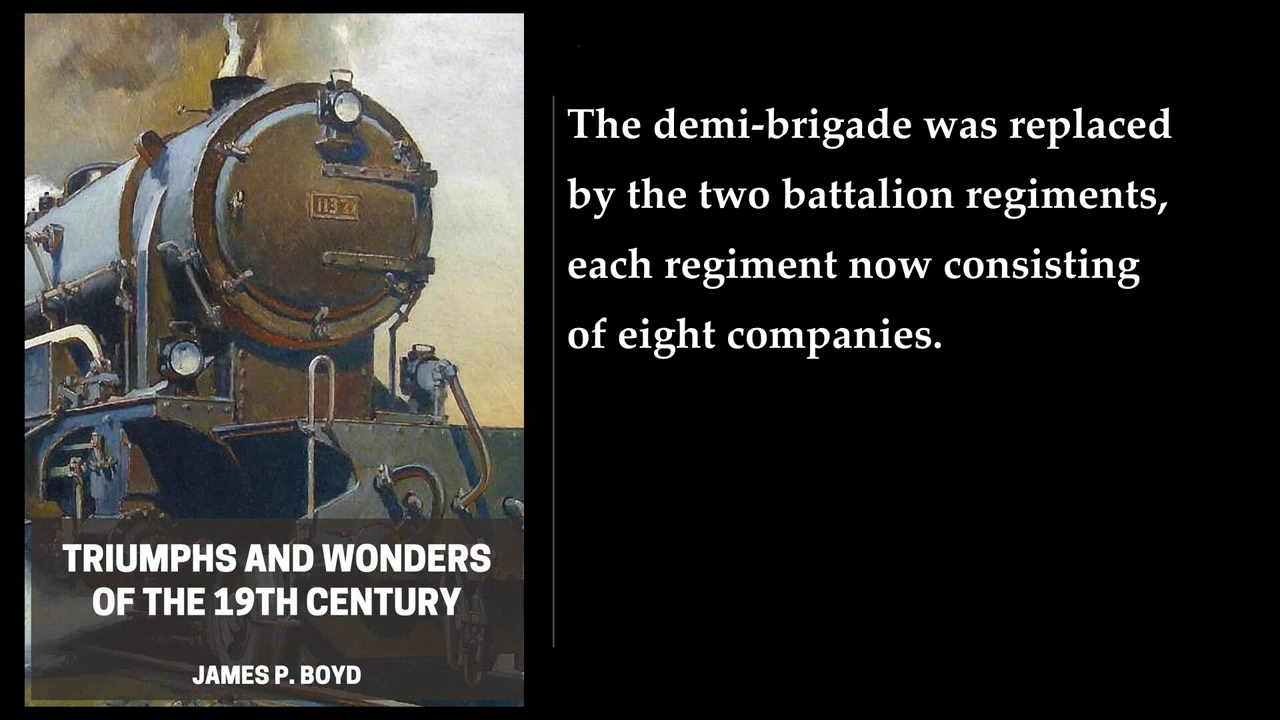 The demi-brigade was replaced
by the two battalion regiments,
each regiment now consisting
of eight companies.
TRIUMPHS AND WONDERS
OF THE 19TH CENTURY
JAMES P. BOYD